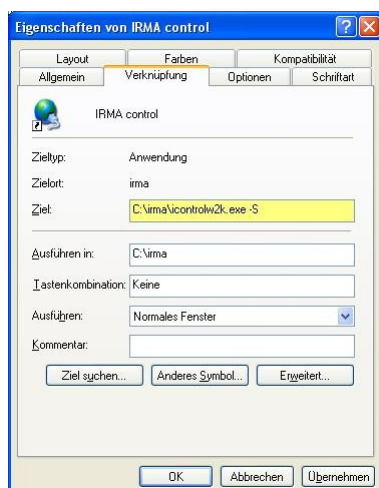 Eigenschaften von IRMA control
Layout Farben Kompatibilität
Allgemein Verknüpfung Optionen Schriftart
IRMA control
Zieltyp: Anwendung
Zielort: irma
Ziel: C:\irma\icontrolw2k.exe -S
Ausführen in: C:\irma
Tastenkombination: Keine
Ausführen: Normales Fenster
Kommentar:
Ziel suchen... Anderes Symbol... Erweitert...
OK Abbrechen Übernehmen